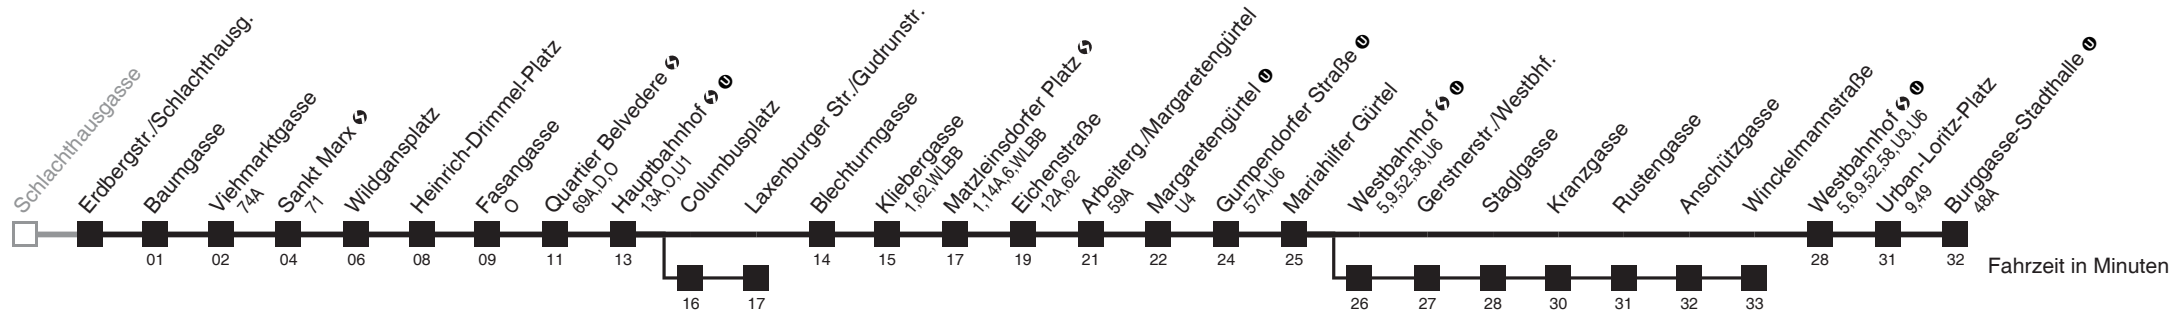 Schlachthausgasse
Erdbergstr./Schlachthausg.
Baumgasse
Viehmarktgasse
74A
Sankt Marx
71
Wildgansplatz
Heinrich-Drimmel-Platz
Fasangasse
O
Quartier Belvedere
69A,D,O
Hauptbahnhof
13A,O,U1
Columbusplatz
Laxenburger Str./Gudrunstr.
Blechturmgasse
Kliebergasse
1,62,WLBB
Matzleinsdorfer Platz
1,14A,6,WLBB
Eichenstraße
12A,62
Arbeiterg./Margaretengürtel
59A
Margaretengürtel U
U4
Gumpendorfer Straße U
57A,U6
Mariahilfer Gürtel
Westbahnhof U
5,9,52,58,U6
Gerstnerstr./Westbhf.
Staglgasse
Kranzgasse
Rustengasse
Anschützgasse
Winckelmannstraße
Westbahnhof U
5,6,9,52,58,U3,U6
Urban-Loritz-Platz
9,49
Burggasse-Stadthalle U
48A
01 02 04 06 08 09 11 13 14 15 17 19 21 22 24 25 28 31 32
Fahrzeit in Minuten
16 17 26 27 28 30 31 32 33